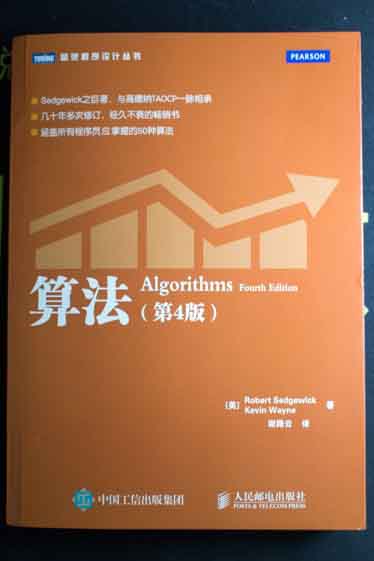 TURING 图灵程序设计丛书
PEARSON
Sedgewick之巨著，与高德纳TAOCP一脉相承
几十年多次修订，经久不衰的畅销书
涵盖所有程序员应掌握的50种算法
算法
Algorithms Fourth Edition
（第4版）
[美] Robert Sedgewick
Kevin Wayne 著
谢路云 译
中国工信出版集团
人民邮电出版社
POSTS & TELECOM PRESS